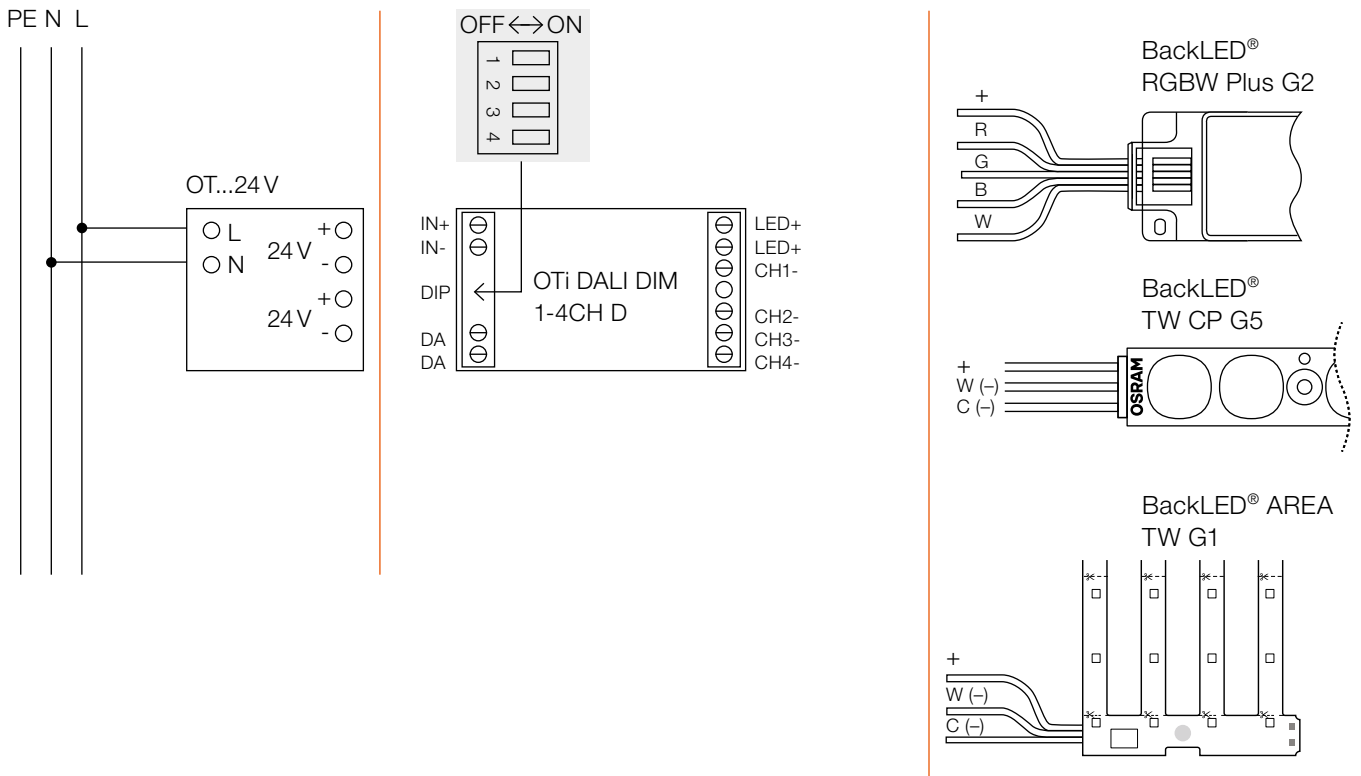 PE N L
OT...24 V
L
N
24 V
+
-
24 V
+
-
OFF ↔ ON
1
2
3
4
IN+
IN-
DIP
DA
DA
OTi DALI DIM
1-4CH D
LED+
LED+
CH1-
CH2-
CH3-
CH4-
BackLED®
RGBW Plus G2
+
R
G
B
W
BackLED®
TW CP G5
+
W (–)
C (–)
OSRAM
BackLED® AREA
TW G1
+
W (–)
C (–)